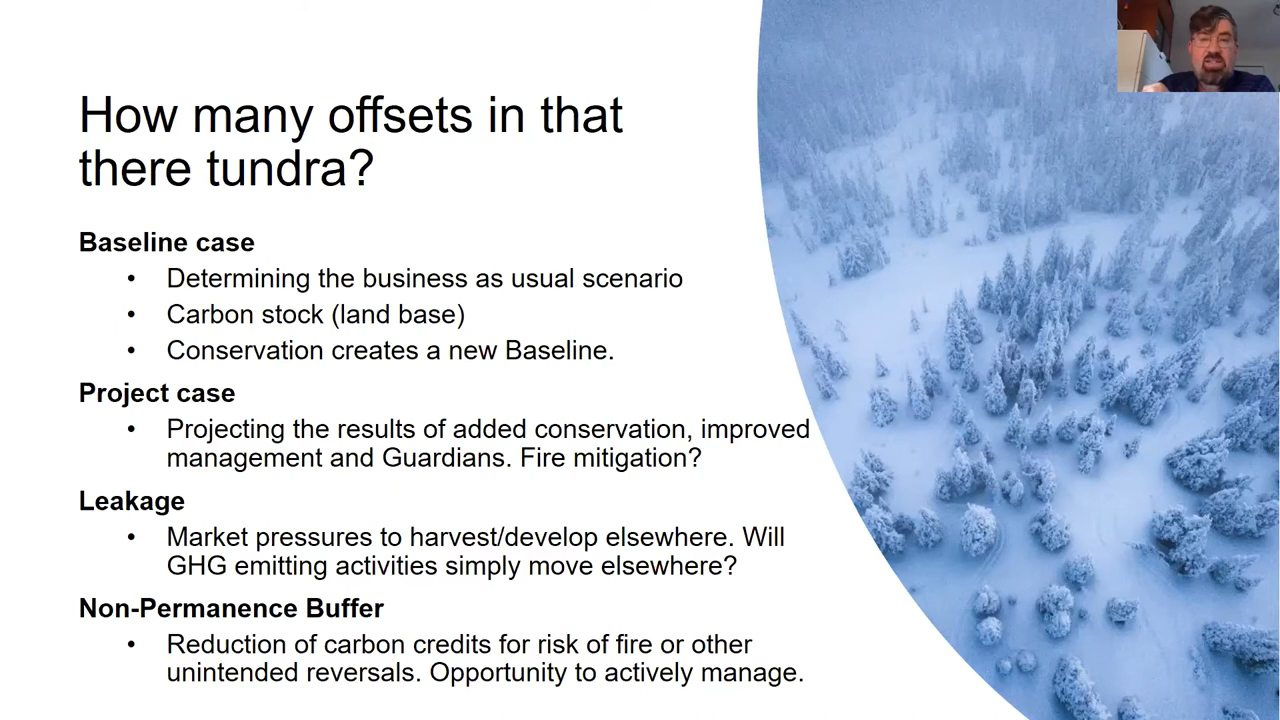 How many offsets in that
there tundra?
Baseline case
• Determining the business as usual scenario
• Carbon stock (land base)
• Conservation creates a new Baseline.
Project case
• Projecting the results of added conservation, improved
management and Guardians. Fire mitigation?
Leakage
• Market pressures to harvest/develop elsewhere. Will
GHG emitting activities simply move elsewhere?
Non-Permanence Buffer
• Reduction of carbon credits for risk of fire or other
unintended reversals. Opportunity to actively manage.